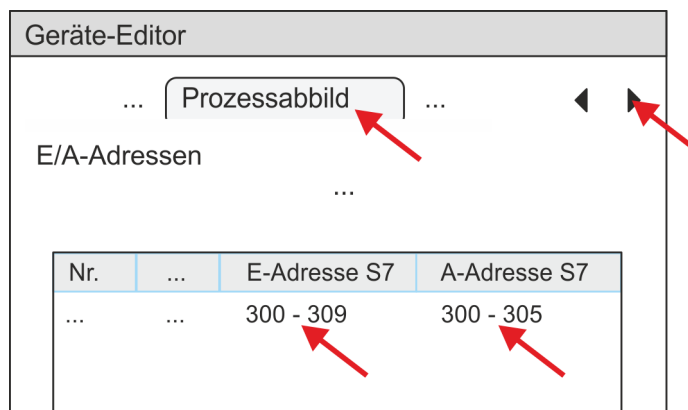 Geräte-Editor
... Prozessabbild ...
E/A-Adressen
...
Nr. ... E-Adresse S7 A-Adresse S7
... ... 300 - 309 300 - 305